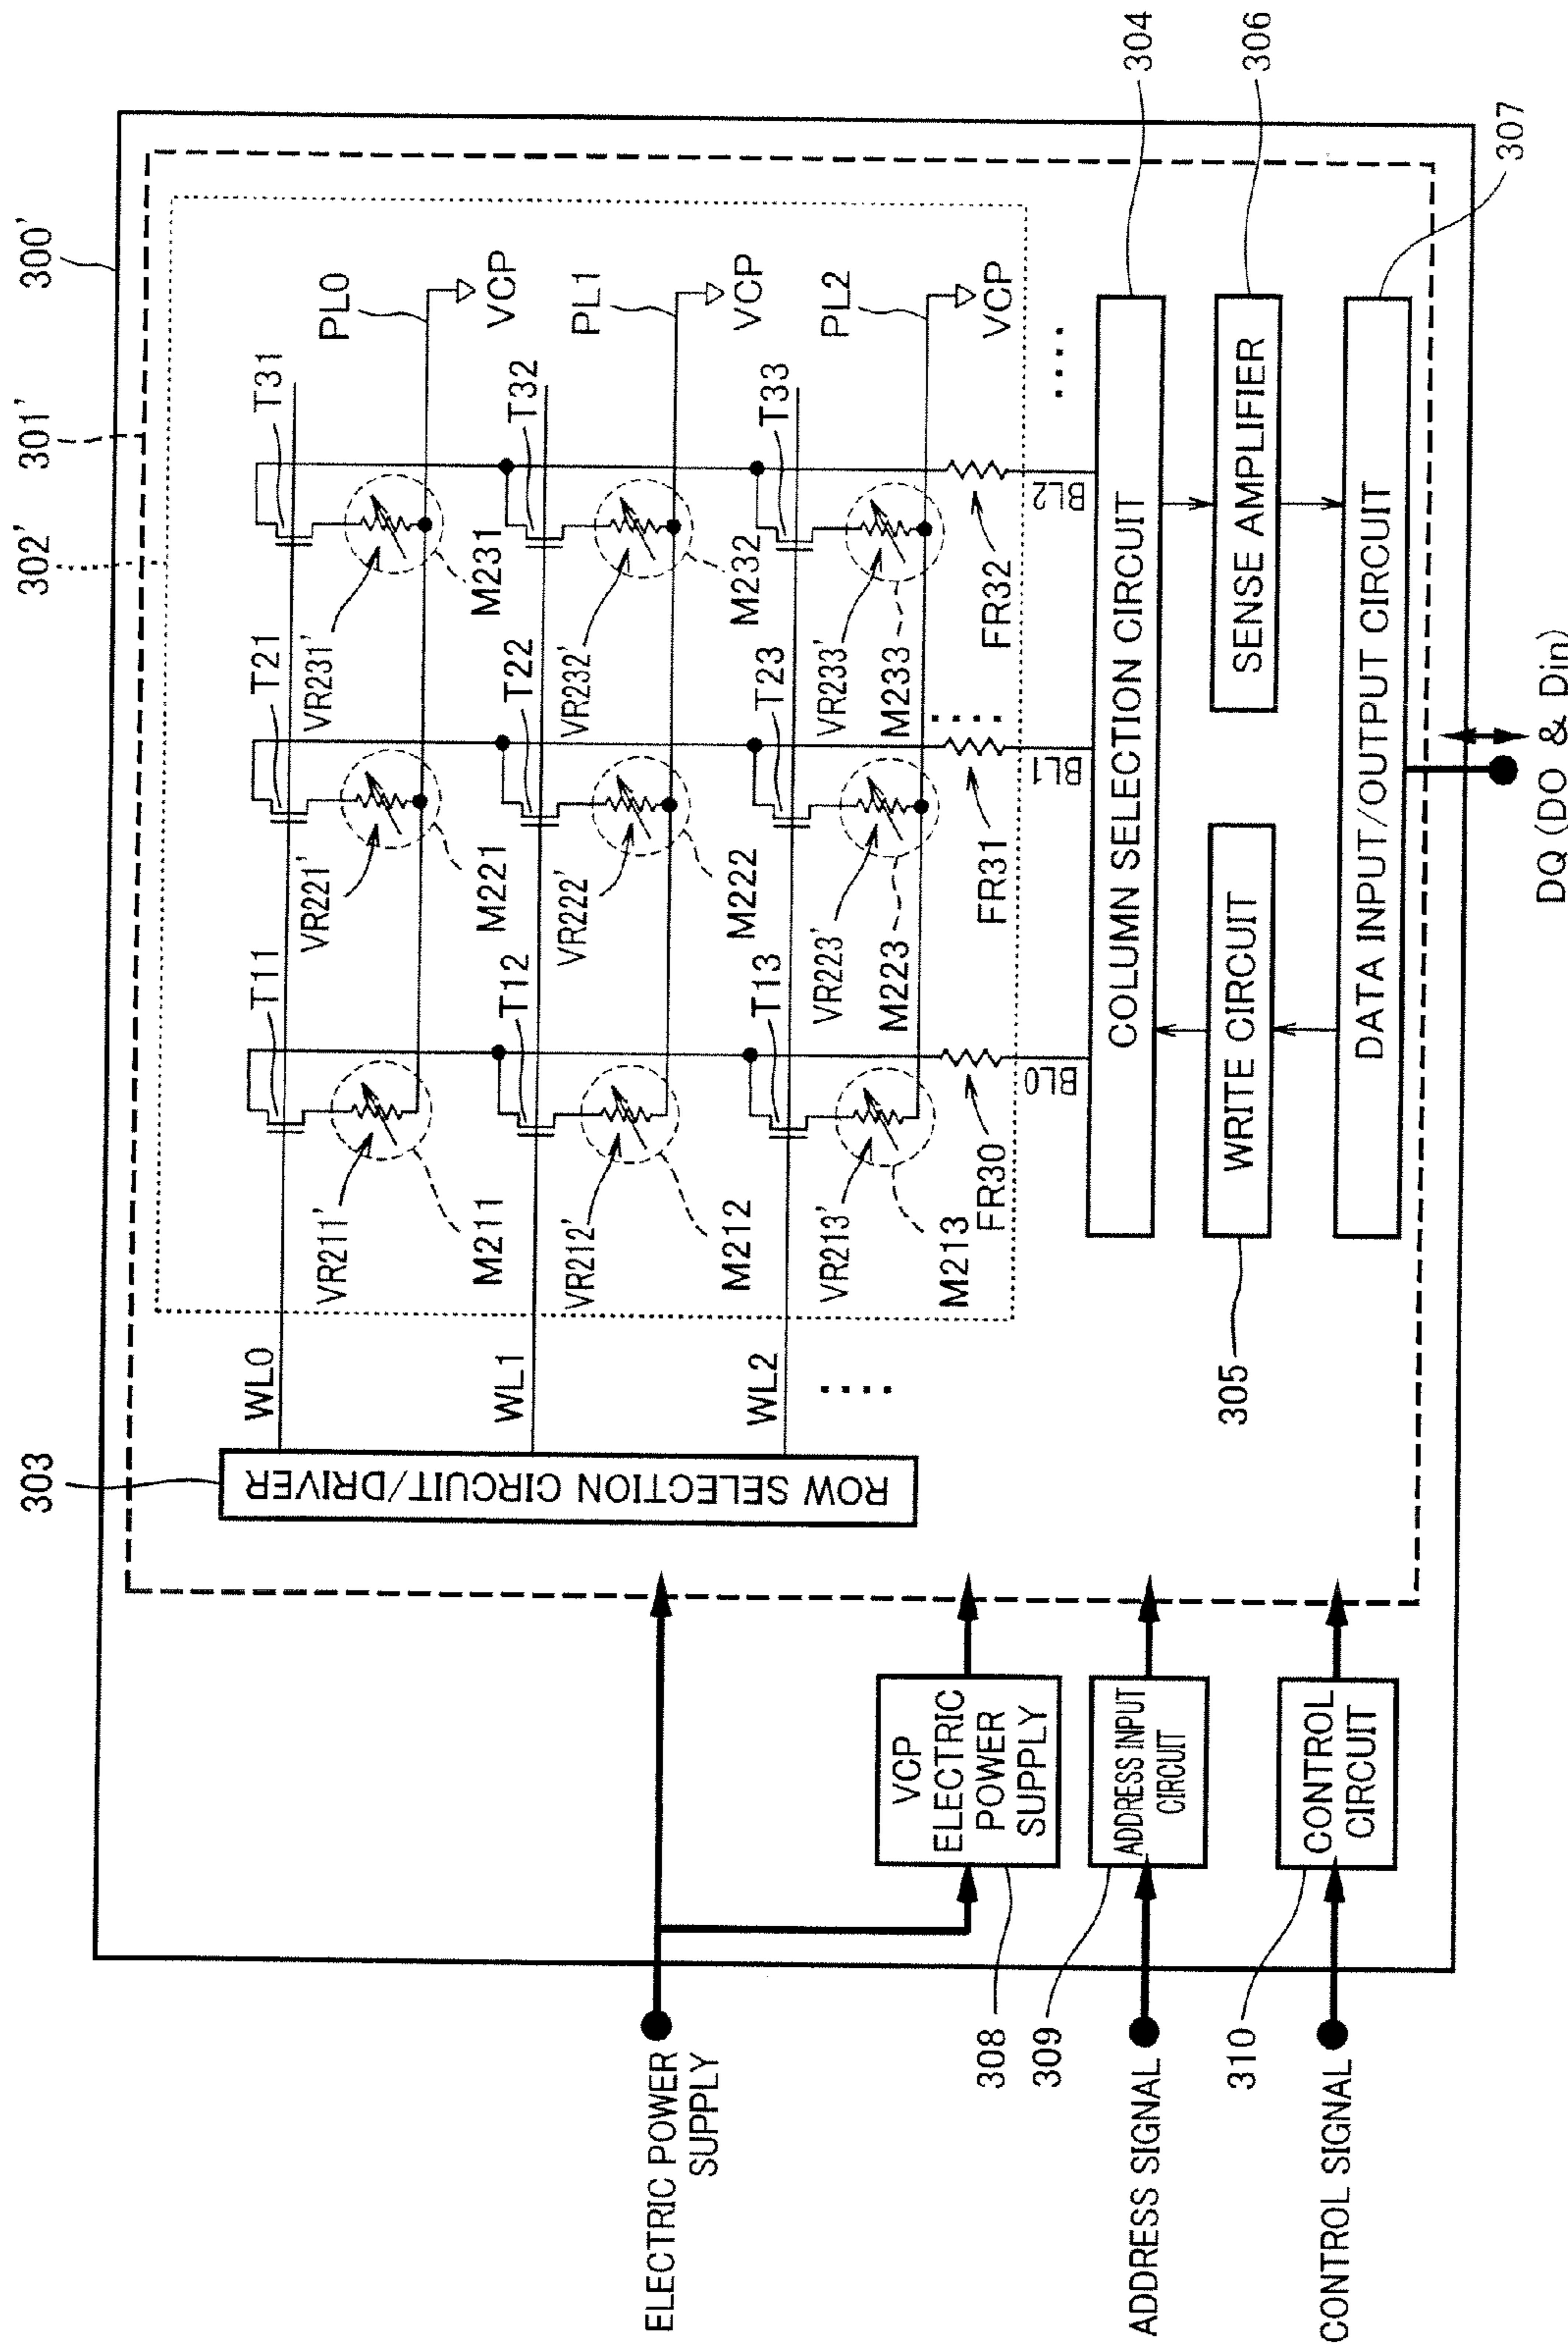 300'
301'
302'
303
WL0
WL1
WL2
....
ROW SELECTION CIRCUIT/DRIVER
T11
T21
T31
VR211'
VR221'
VR231'
M211
M221
M231
PL0
VCP
T12
T22
T32
VR212'
VR222'
VR232'
M212
M222
M232
PL1
VCP
T13
T23
T33
VR213'
VR223'
VR233'
M213
M223
M233
PL2
VCP
....
FR30
FR31
FR32
BL0
BL1
BL2
....
COLUMN SELECTION CIRCUIT
304
WRITE CIRCUIT
305
SENSE AMPLIFIER
306
DATA INPUT/OUTPUT CIRCUIT
307
DQ (DO & Din)
ELECTRIC POWER
SUPPLY
VCP
ELECTRIC
POWER
SUPPLY
308
ADDRESS INPUT
CIRCUIT
309
ADDRESS SIGNAL
CONTROL
CIRCUIT
310
CONTROL SIGNAL